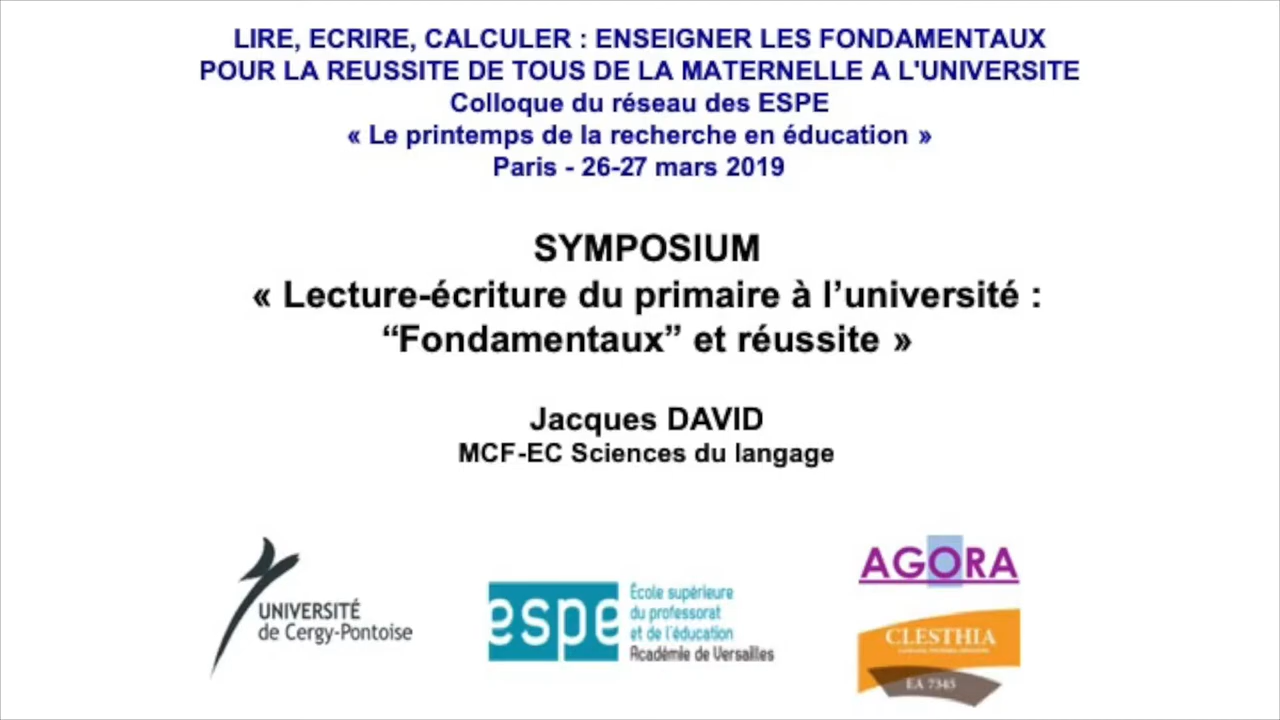 LIRE, ECRIRE, CALCULER : ENSEIGNER LES FONDAMENTAUX
POUR LA REUSSITE DE TOUS DE LA MATERNELLE A L'UNIVERSITE
Colloque du réseau des ESPE
« Le printemps de la recherche en éducation »
Paris - 26-27 mars 2019
SYMPOSIUM
« Lecture-écriture du primaire à l’université :
“Fondamentaux” et réussite »
Jacques DAVID
MCF-EC Sciences du langage
UNIVERSITÉ
de Cergy-Pontoise
espe
École supérieure
du professorat
et de l'éducation
Académie de Versailles
AGORA
CLESTHIA
EA 7345